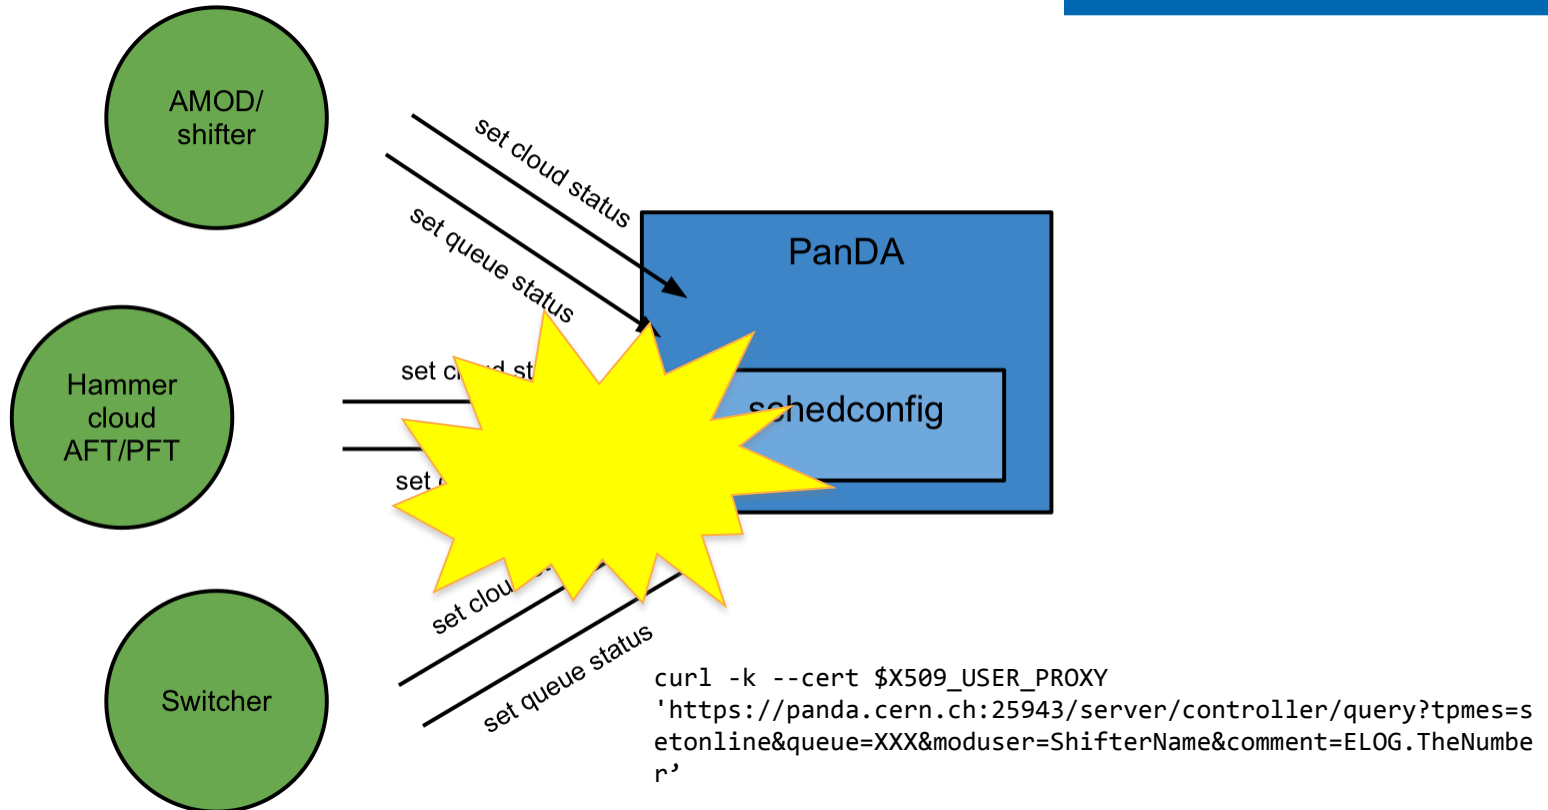 AMOD/
shifter
set cloud status
set queue status
PanDA
Hammer
cloud
AFT/PFT
set
schedconfig
set
set
set queue status
Switcher
curl -k --cert $X509_USER_PROXY
'https://panda.cern.ch:25943/server/controller/query?tpmes=s
etonline&queue=XXX&moduser=ShifterName&comment=ELOG.TheNumbe
r’